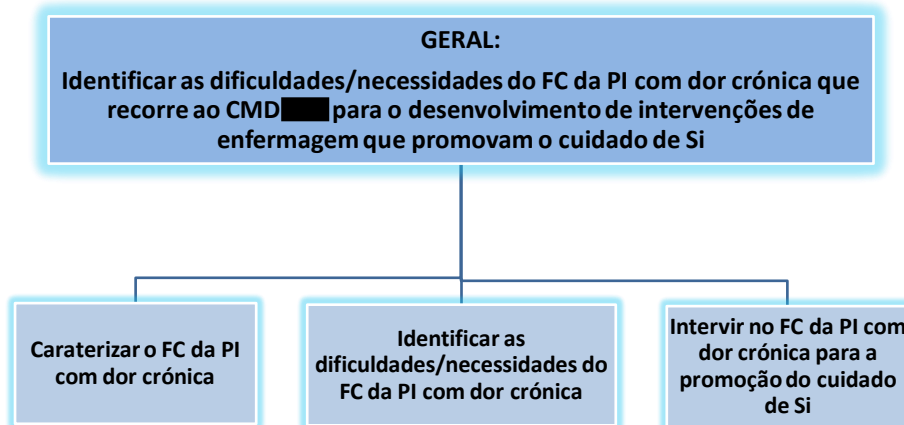 GERAL:
Identificar as dificuldades/necessidades do FC da PI com dor crónica que
recorre ao CMD para o desenvolvimento de intervenções de
enfermagem que promovam o cuidado de Si
Caraterizar o FC da PI
com dor crónica
Identificar as
dificuldades/necessidades do
FC da PI com dor crónica
Intervir no FC da PI com
dor crónica para a
promoção do cuidado
de Si